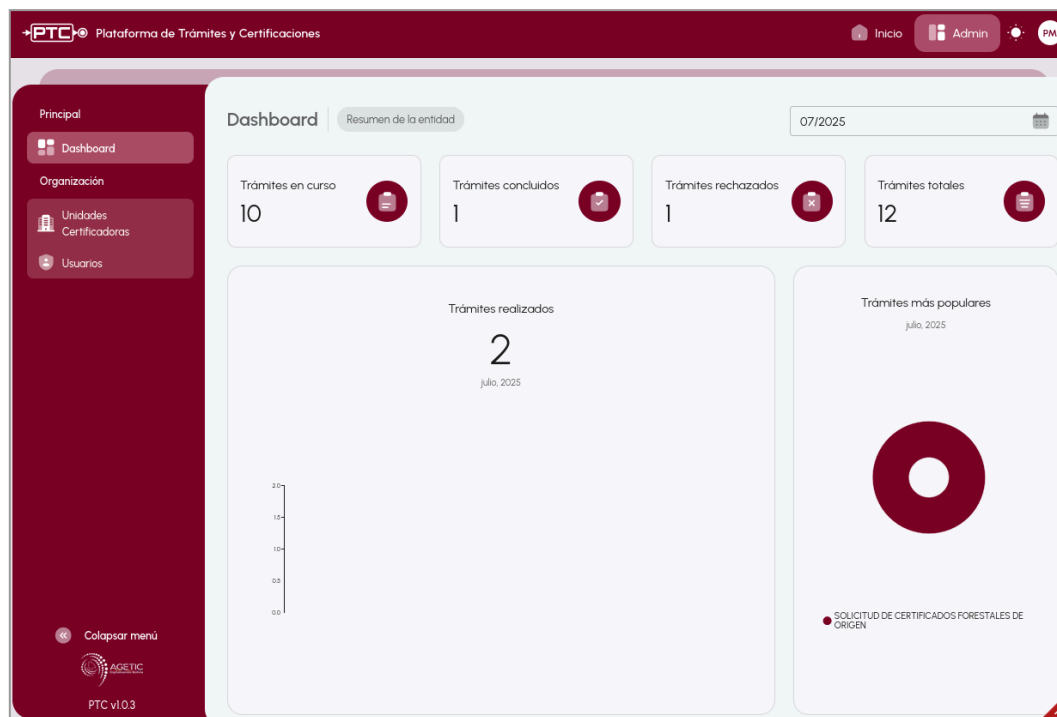 PTC Plataforma de Trámites y Certificaciones
Inicio
Admin
PM
Principal
Dashboard
Organización
Unidades
Certificadoras
Usuarios
Colapsar menú
AGETIC
PTC v1.0.3
Dashboard
Resumen de la entidad
07/2025
Trámites en curso
10
Trámites concluidos
1
Trámites rechazados
1
Trámites totales
12
Trámites realizados
2
julio, 2025
2.0
1.5
1.0
0.5
0.0
Trámites más populares
julio, 2025
SOLICITUD DE CERTIFICADOS FORESTALES DE
ORIGEN